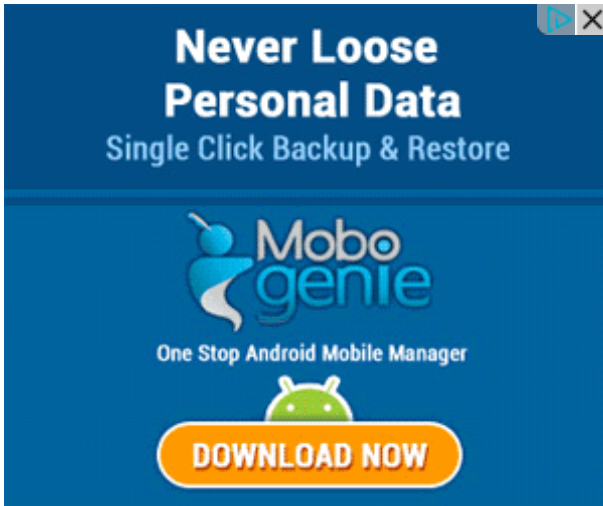 Never Loose
Personal Data
Single Click Backup & Restore
Mobo
genie
One Stop Android Mobile Manager
DOWNLOAD NOW